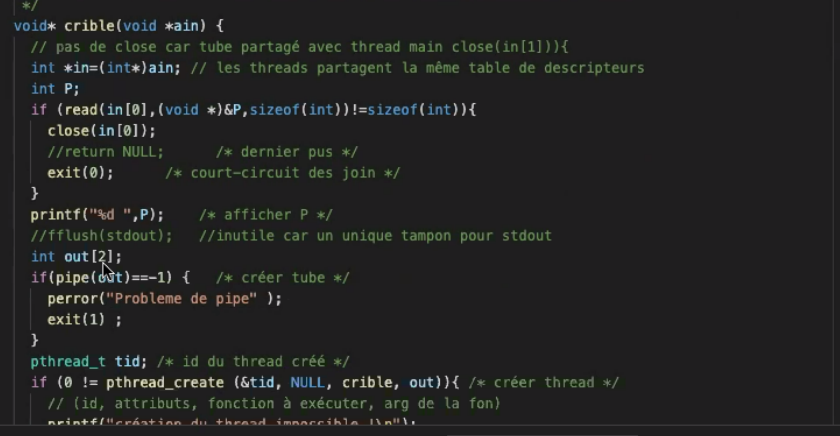 */
void* crible(void *ain) {
// pas de close car tube partagé avec thread main close(in[1])){
int *in=(int*)ain; // les threads partagent la même table de descripteurs
int P;
if (read(in[0],(void *)&P,sizeof(int))!=sizeof(int)){
close(in[0]);
//return NULL; /* dernier pus */
exit(0); /* court-circuit des join */
}
printf("%d ",P); /* afficher P */
//fflush(stdout); //inutile car un unique tampon pour stdout
int out[2];
if(pipe(out)==-1) { /* créer tube */
perror("Probleme de pipe" );
exit(1) ;
}
pthread_t tid; /* id du thread créé */
if (0 != pthread_create (&tid, NULL, crible, out)){ /* créer thread */
// (id, attributs, fonction à exécuter, arg de la fon)
printf("création du thread impossible !\n");